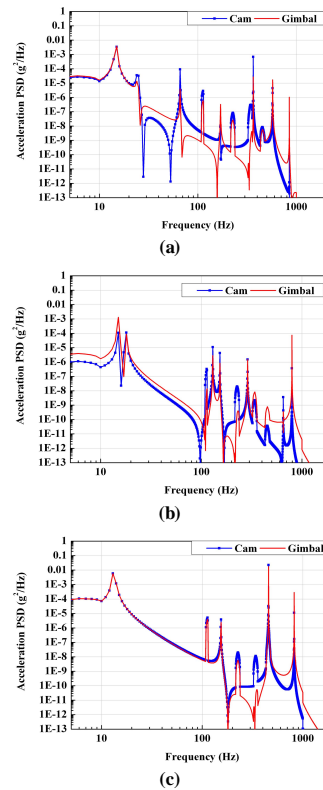 1
0.1
0.01
1E-3
1E-4
1E-5
1E-6
1E-7
1E-8
1E-9
1E-10
1E-11
1E-12
1E-13
Acceleration PSD (g²/Hz)
Cam Gimbal
10 100 1000
Frequency (Hz)
(a)
1
0.1
0.01
1E-3
1E-4
1E-5
1E-6
1E-7
1E-8
1E-9
1E-10
1E-11
1E-12
1E-13
Acceleration PSD (g²/Hz)
Cam Gimbal
10 100 1000
Frequency (Hz)
(b)
1
0.1
0.01
1E-3
1E-4
1E-5
1E-6
1E-7
1E-8
1E-9
1E-10
1E-11
1E-12
1E-13
Acceleration PSD (g²/Hz)
Cam Gimbal
10 100 1000
Frequency (Hz)
(c)